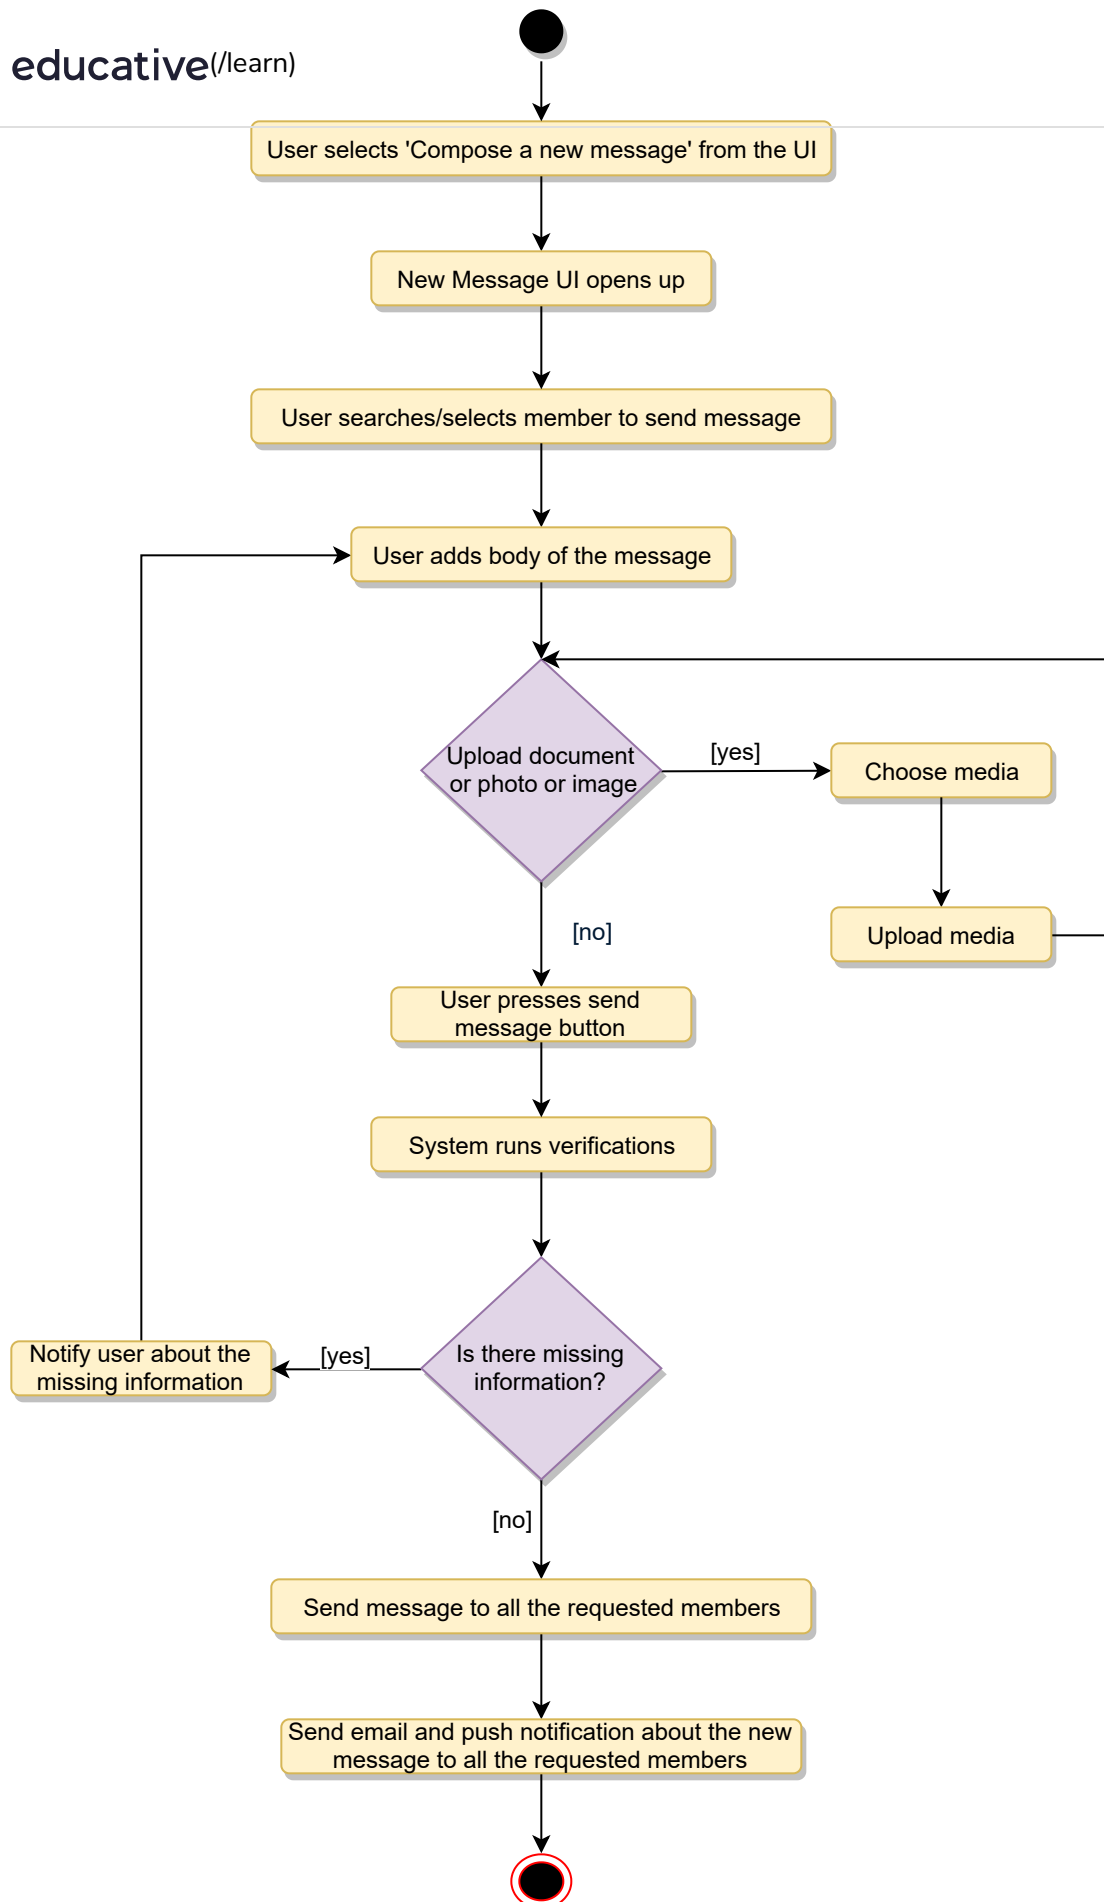 educative(/learn)
User selects 'Compose a new message' from the UI
New Message UI opens up
User searches/selects member to send message
User adds body of the message
Upload document
or photo or image
[yes]
Choose media
Upload media
[no]
User presses send
message button
System runs verifications
Is there missing
information?
[yes]
Notify user about the
missing information
[no]
Send message to all the requested members
Send email and push notification about the new
message to all the requested members